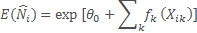 E(N̂ᵢ) = exp [θ₀ + ∑ₖ fₖ (Xᵢₖ)]